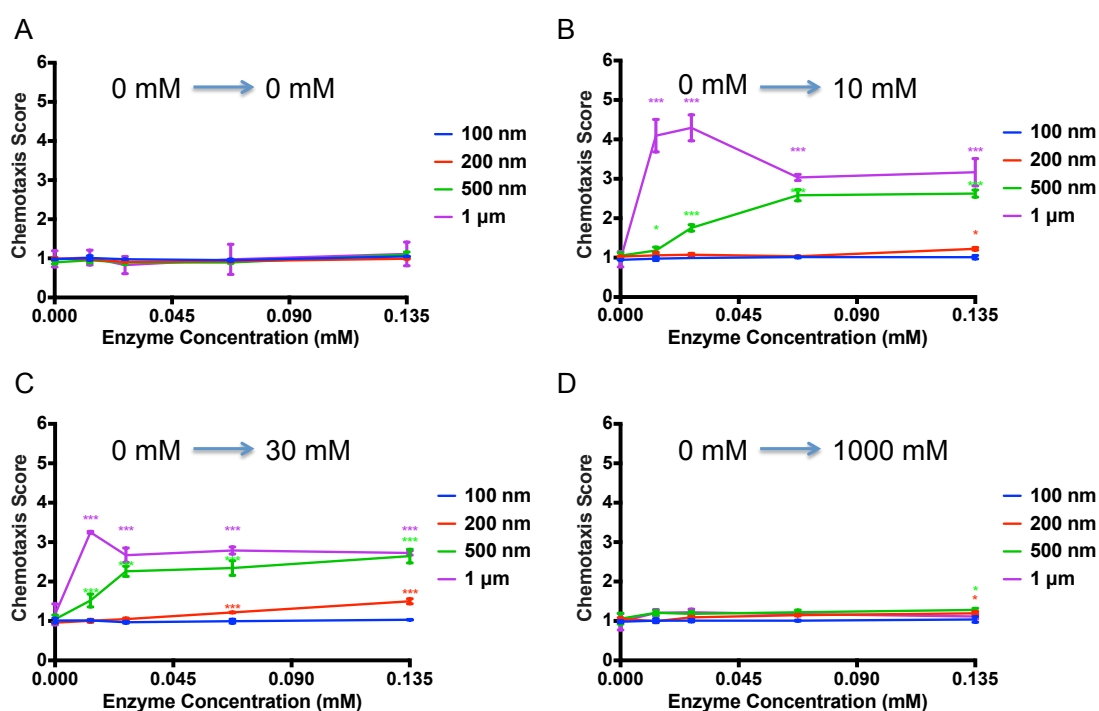 A
6
5
4
3
2
1
0
Chemotaxis Score
0 mM → 0 mM
100 nm
200 nm
500 nm
1 µm
0.000 0.045 0.090 0.135
Enzyme Concentration (mM)
B
6
5
4
3
2
1
0
Chemotaxis Score
0 mM → 10 mM
*** *** *** ***
* *** *** ***
*
100 nm
200 nm
500 nm
1 µm
0.000 0.045 0.090 0.135
Enzyme Concentration (mM)
C
6
5
4
3
2
1
0
Chemotaxis Score
0 mM → 30 mM
*** *** *** ***
*** *** *** ***
*** ***
100 nm
200 nm
500 nm
1 µm
0.000 0.045 0.090 0.135
Enzyme Concentration (mM)
D
6
5
4
3
2
1
0
Chemotaxis Score
0 mM → 1000 mM
*
*
100 nm
200 nm
500 nm
1 µm
0.000 0.045 0.090 0.135
Enzyme Concentration (mM)